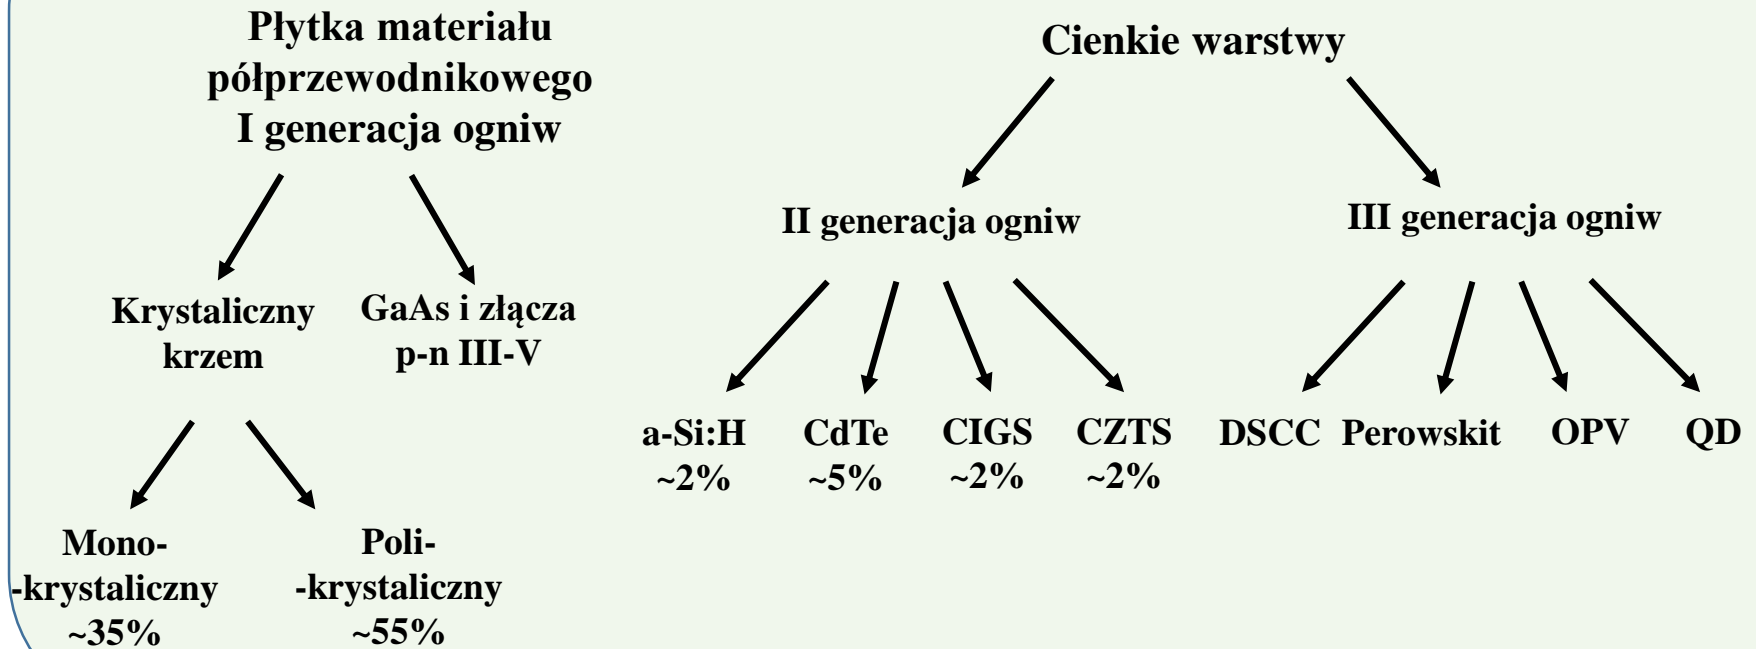 Płytka materiału
półprzewodnikowego
I generacja ogniw
Krystaliczny
krzem
GaAs i złącza
p-n III-V
Mono-
-krystaliczny
~35%
Poli-
-krystaliczny
~55%
Cienkie warstwy
II generacja ogniw
a-Si:H
~2%
CdTe
~5%
CIGS
~2%
CZTS
~2%
III generacja ogniw
DSCC
Perowskit
OPV
QD